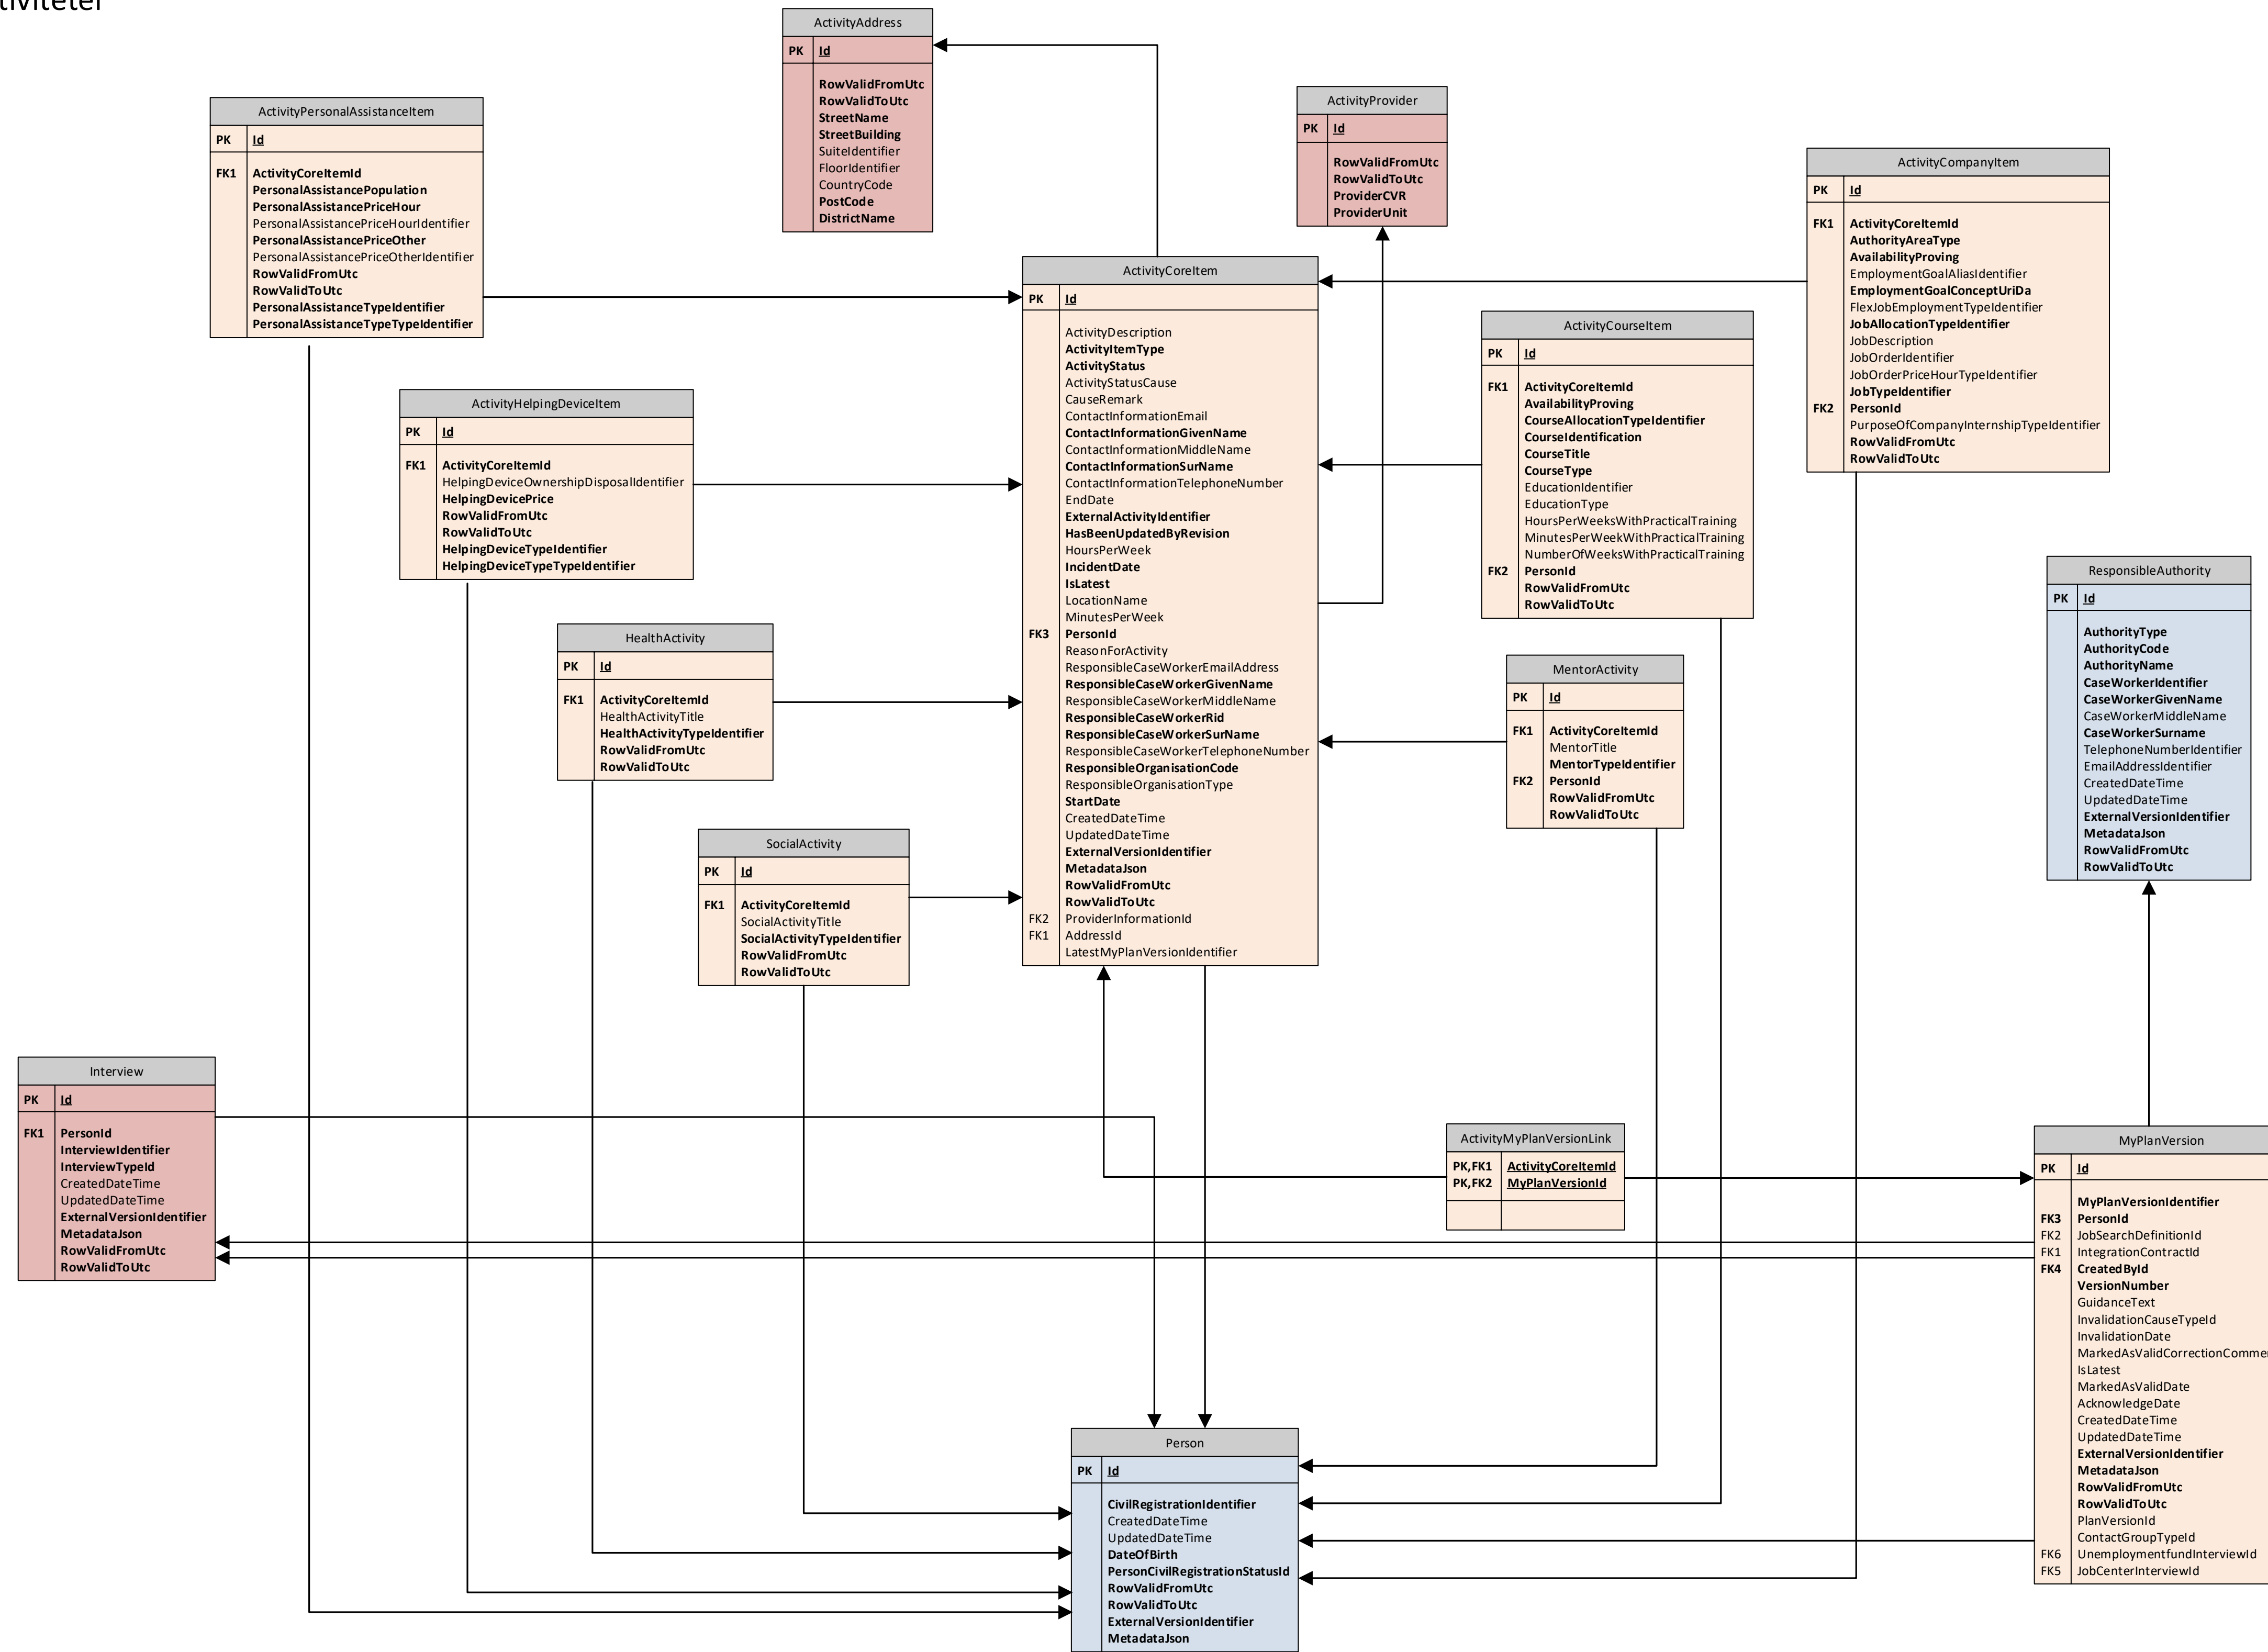 ActivityAddress
PK Id
RowValidFromUtc
RowValidToUtc
StreetName
StreetBuilding
SuiteIdentifier
FloorIdentifier
CountryCode
PostCode
DistrictName
ActivityProvider
PK Id
RowValidFromUtc
RowValidToUtc
ProviderCVR
ProviderUnit
ActivityPersonalAssistanceItem
PK Id
FK1 ActivityCoreItemId
PersonalAssistancePopulation
PersonalAssistancePriceHour
PersonalAssistancePriceHourIdentifier
PersonalAssistancePriceOther
PersonalAssistancePriceOtherIdentifier
RowValidFromUtc
RowValidToUtc
PersonalAssistanceTypeIdentifier
PersonalAssistanceTypeTypeIdentifier
ActivityCompanyItem
PK Id
FK1 ActivityCoreItemId
AuthorityAreaType
AvailabilityProving
EmploymentGoalAliasIdentifier
EmploymentGoalConceptUriDa
FlexJobEmploymentTypeIdentifier
JobAllocationTypeIdentifier
JobDescription
JobOrderIdentifier
JobOrderPriceHourTypeIdentifier
JobTypeIdentifier
FK2 PersonId
PurposeOfCompanyInternshipTypeIdentifier
RowValidFromUtc
RowValidToUtc
ActivityCoreItem
PK Id
ActivityDescription
ActivityItemType
ActivityStatus
ActivityStatusCause
CauseRemark
ContactInformationEmail
ContactInformationGivenName
ContactInformationMiddleName
ContactInformationSurName
ContactInformationTelephoneNumber
EndDate
ExternalActivityIdentifier
HasBeenUpdatedByRevision
HoursPerWeek
IncidentDate
IsLatest
LocationName
MinutesPerWeek
FK3 PersonId
ReasonForActivity
ResponsibleCaseWorkerEmailAddress
ResponsibleCaseWorkerGivenName
ResponsibleCaseWorkerMiddleName
ResponsibleCaseWorkerRid
ResponsibleCaseWorkerSurName
ResponsibleCaseWorkerTelephoneNumber
ResponsibleOrganisationCode
ResponsibleOrganisationType
StartDate
CreatedDateTime
UpdatedDateTime
ExternalVersionIdentifier
MetadataJson
RowValidFromUtc
RowValidToUtc
FK2 ProviderInformationId
FK1 AddressId
LatestMyPlanVersionIdentifier
ActivityCourseItem
PK Id
FK1 ActivityCoreItemId
AvailabilityProving
CourseAllocationTypeIdentifier
CourseIdentification
CourseTitle
CourseType
EducationIdentifier
EducationType
HoursPerWeeksWithPracticalTraining
MinutesPerWeekWithPracticalTraining
NumberOfWeeksWithPracticalTraining
FK2 PersonId
RowValidFromUtc
RowValidToUtc
ActivityHelpingDeviceItem
PK Id
FK1 ActivityCoreItemId
HelpingDeviceOwnershipDisposalIdentifier
HelpingDevicePrice
RowValidFromUtc
RowValidToUtc
HelpingDeviceTypeIdentifier
HelpingDeviceTypeTypeIdentifier
ResponsibleAuthority
PK Id
AuthorityType
AuthorityCode
AuthorityName
CaseWorkerIdentifier
CaseWorkerGivenName
CaseWorkerMiddleName
CaseWorkerSurname
TelephoneNumberIdentifier
EmailAddressIdentifier
CreatedDateTime
UpdatedDateTime
ExternalVersionIdentifier
MetadataJson
RowValidFromUtc
RowValidToUtc
HealthActivity
PK Id
FK1 ActivityCoreItemId
HealthActivityTitle
HealthActivityTypeIdentifier
RowValidFromUtc
RowValidToUtc
MentorActivity
PK Id
FK1 ActivityCoreItemId
MentorTitle
MentorTypeIdentifier
FK2 PersonId
RowValidFromUtc
RowValidToUtc
SocialActivity
PK Id
FK1 ActivityCoreItemId
SocialActivityTitle
SocialActivityTypeIdentifier
RowValidFromUtc
RowValidToUtc
Interview
PK Id
FK1 PersonId
InterviewIdentifier
InterviewTypeId
CreatedDateTime
UpdatedDateTime
ExternalVersionIdentifier
MetadataJson
RowValidFromUtc
RowValidToUtc
ActivityMyPlanVersionLink
PK,FK1 ActivityCoreItemId
PK,FK2 MyPlanVersionId
MyPlanVersion
PK Id
MyPlanVersionIdentifier
FK3 PersonId
FK2 JobSearchDefinitionId
FK1 IntegrationContractId
FK4 CreatedById
VersionNumber
GuidanceText
InvalidationCauseTypeId
InvalidationDate
IsLatest
MarkedAsValidDate
AcknowledgeDate
CreatedDateTime
UpdatedDateTime
ExternalVersionIdentifier
MetadataJson
RowValidFromUtc
RowValidToUtc
PlanVersionId
ContactGroupTypeId
FK6 UnemploymentfundInterviewId
FK5 JobCenterInterviewId
Person
PK Id
CivilRegistrationIdentifier
CreatedDateTime
UpdatedDateTime
DateOfBirth
PersonCivilRegistrationStatusId
RowValidFromUtc
RowValidToUtc
ExternalVersionIdentifier
MetadataJson